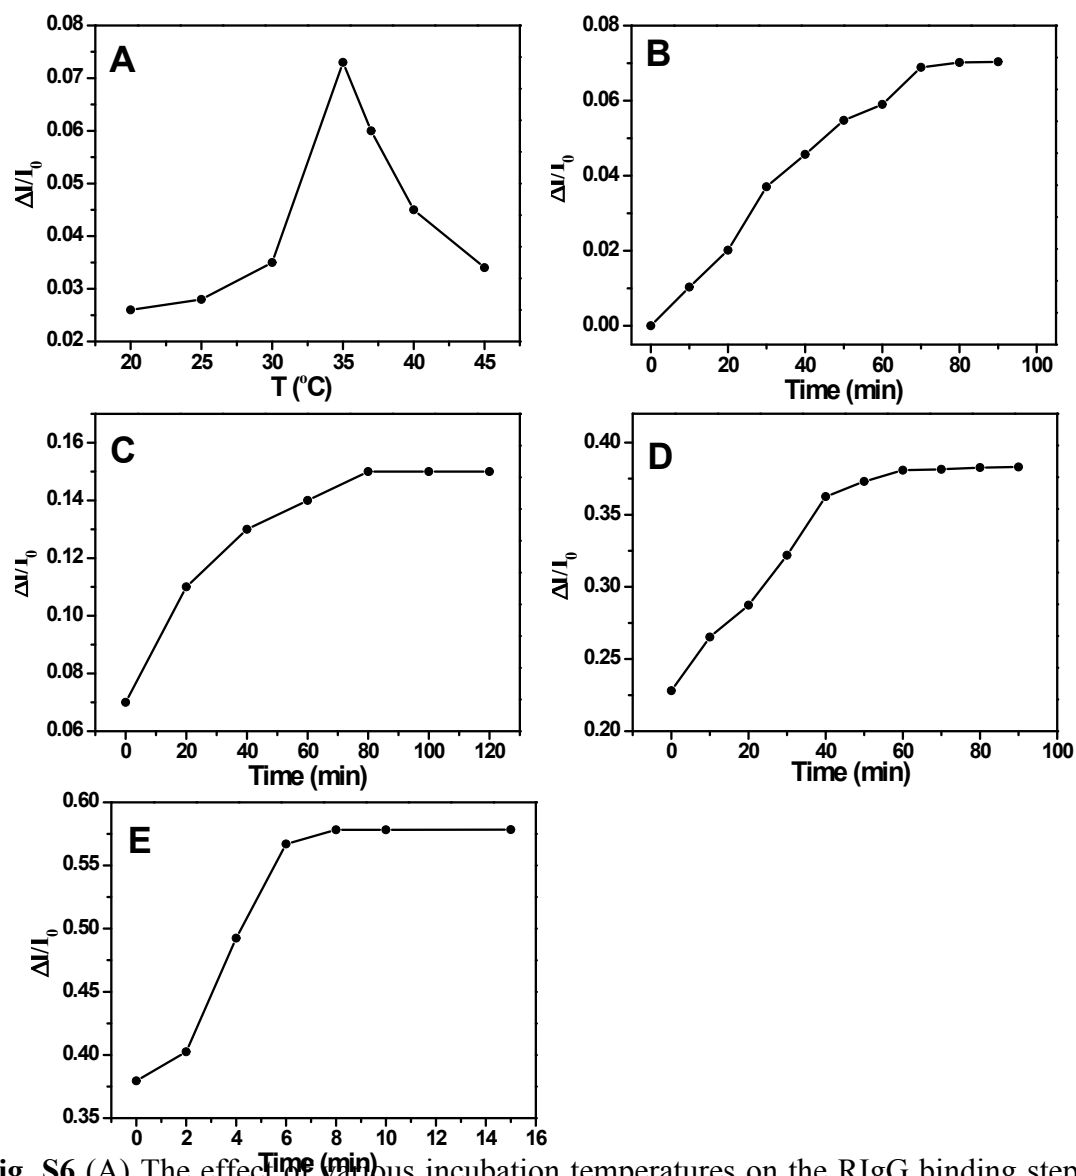 A
0.08
0.07
0.06
0.05
0.04
0.03
0.02
ΔI/I0
20 25 30 35 40 45
T (°C)
B
0.08
0.06
0.04
0.02
0.00
ΔI/I0
0 20 40 60 80 100
Time (min)
C
0.16
0.14
0.12
0.10
0.08
0.06
ΔI/I0
0 20 40 60 80 100 120
Time (min)
D
0.40
0.35
0.30
0.25
0.20
ΔI/I0
0 20 40 60 80 100
Time (min)
E
0.60
0.55
0.50
0.45
0.40
0.35
ΔI/I0
0 2 4 6 8 10 12 14 16
Time (min)
ig. S6 (A) The effect of various incubation temperatures on the RIgG binding step